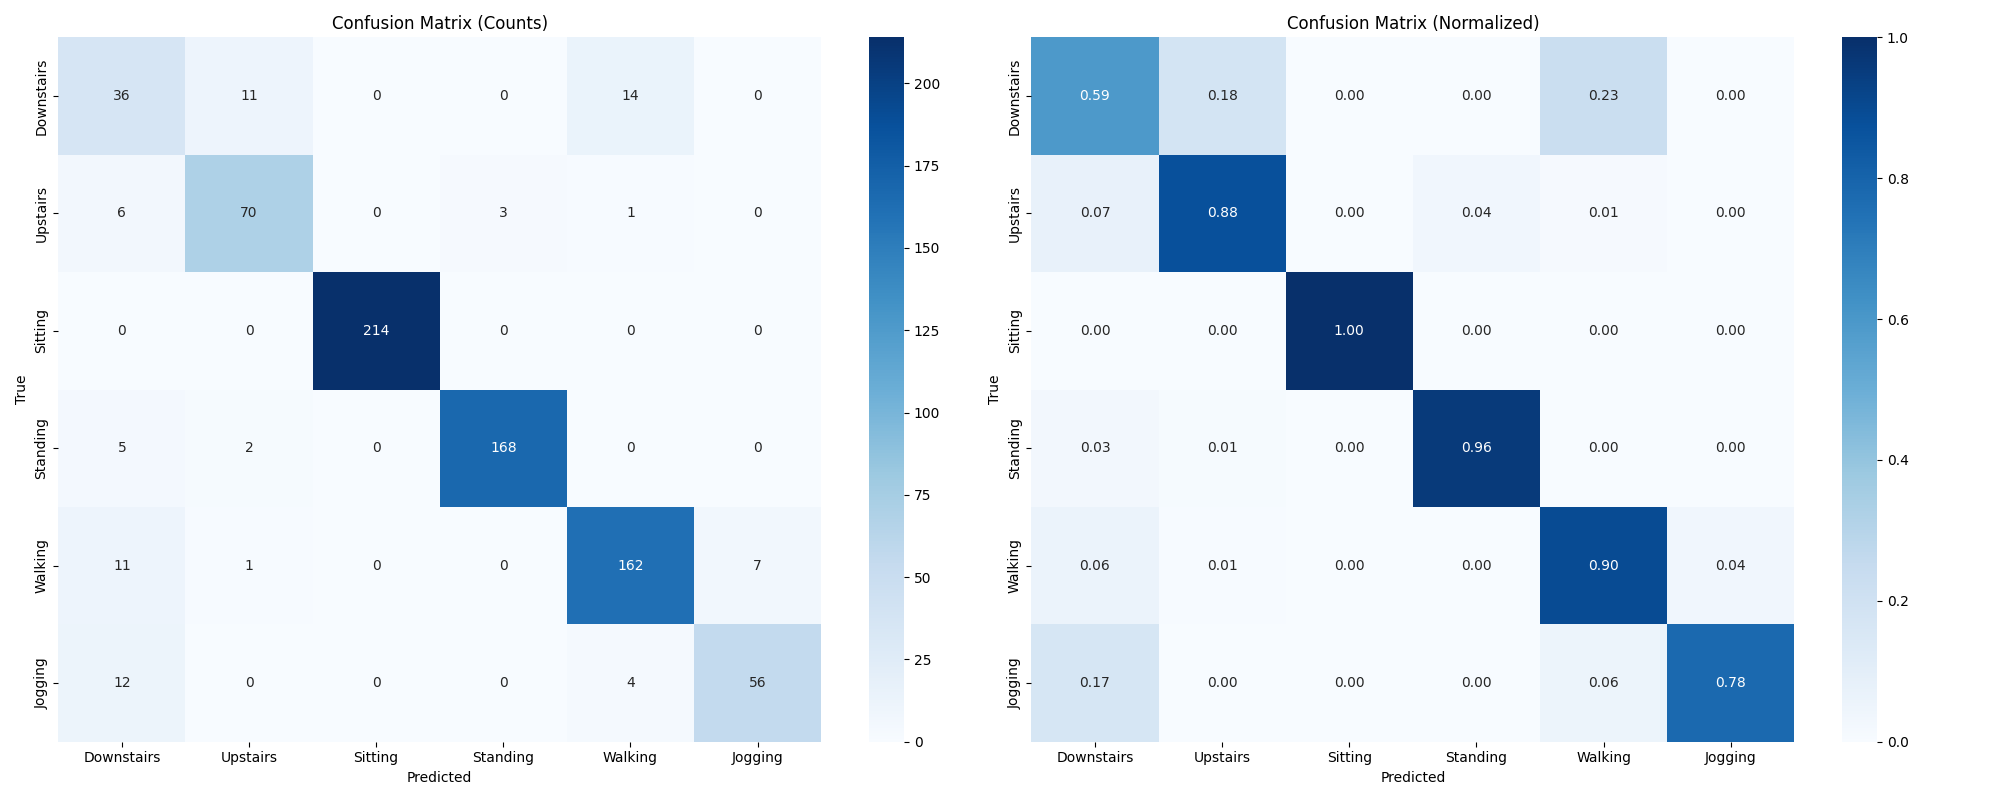 Confusion Matrix (Counts)
Downstairs 36 11 0 0 14 0
Upstairs 6 70 0 3 1 0
Sitting 0 0 214 0 0 0
Standing 5 2 0 168 0 0
Walking 11 1 0 0 162 7
Jogging 12 0 0 0 4 56
True
Downstairs Upstairs Sitting Standing Walking Jogging
Predicted
200
175
150
125
100
75
50
25
0
Confusion Matrix (Normalized)
Downstairs 0.59 0.18 0.00 0.00 0.23 0.00
Upstairs 0.07 0.88 0.00 0.04 0.01 0.00
Sitting 0.00 0.00 1.00 0.00 0.00 0.00
Standing 0.03 0.01 0.00 0.96 0.00 0.00
Walking 0.06 0.01 0.00 0.00 0.90 0.04
Jogging 0.17 0.00 0.00 0.00 0.06 0.78
True
Downstairs Upstairs Sitting Standing Walking Jogging
Predicted
1.0
0.8
0.6
0.4
0.2
0.0